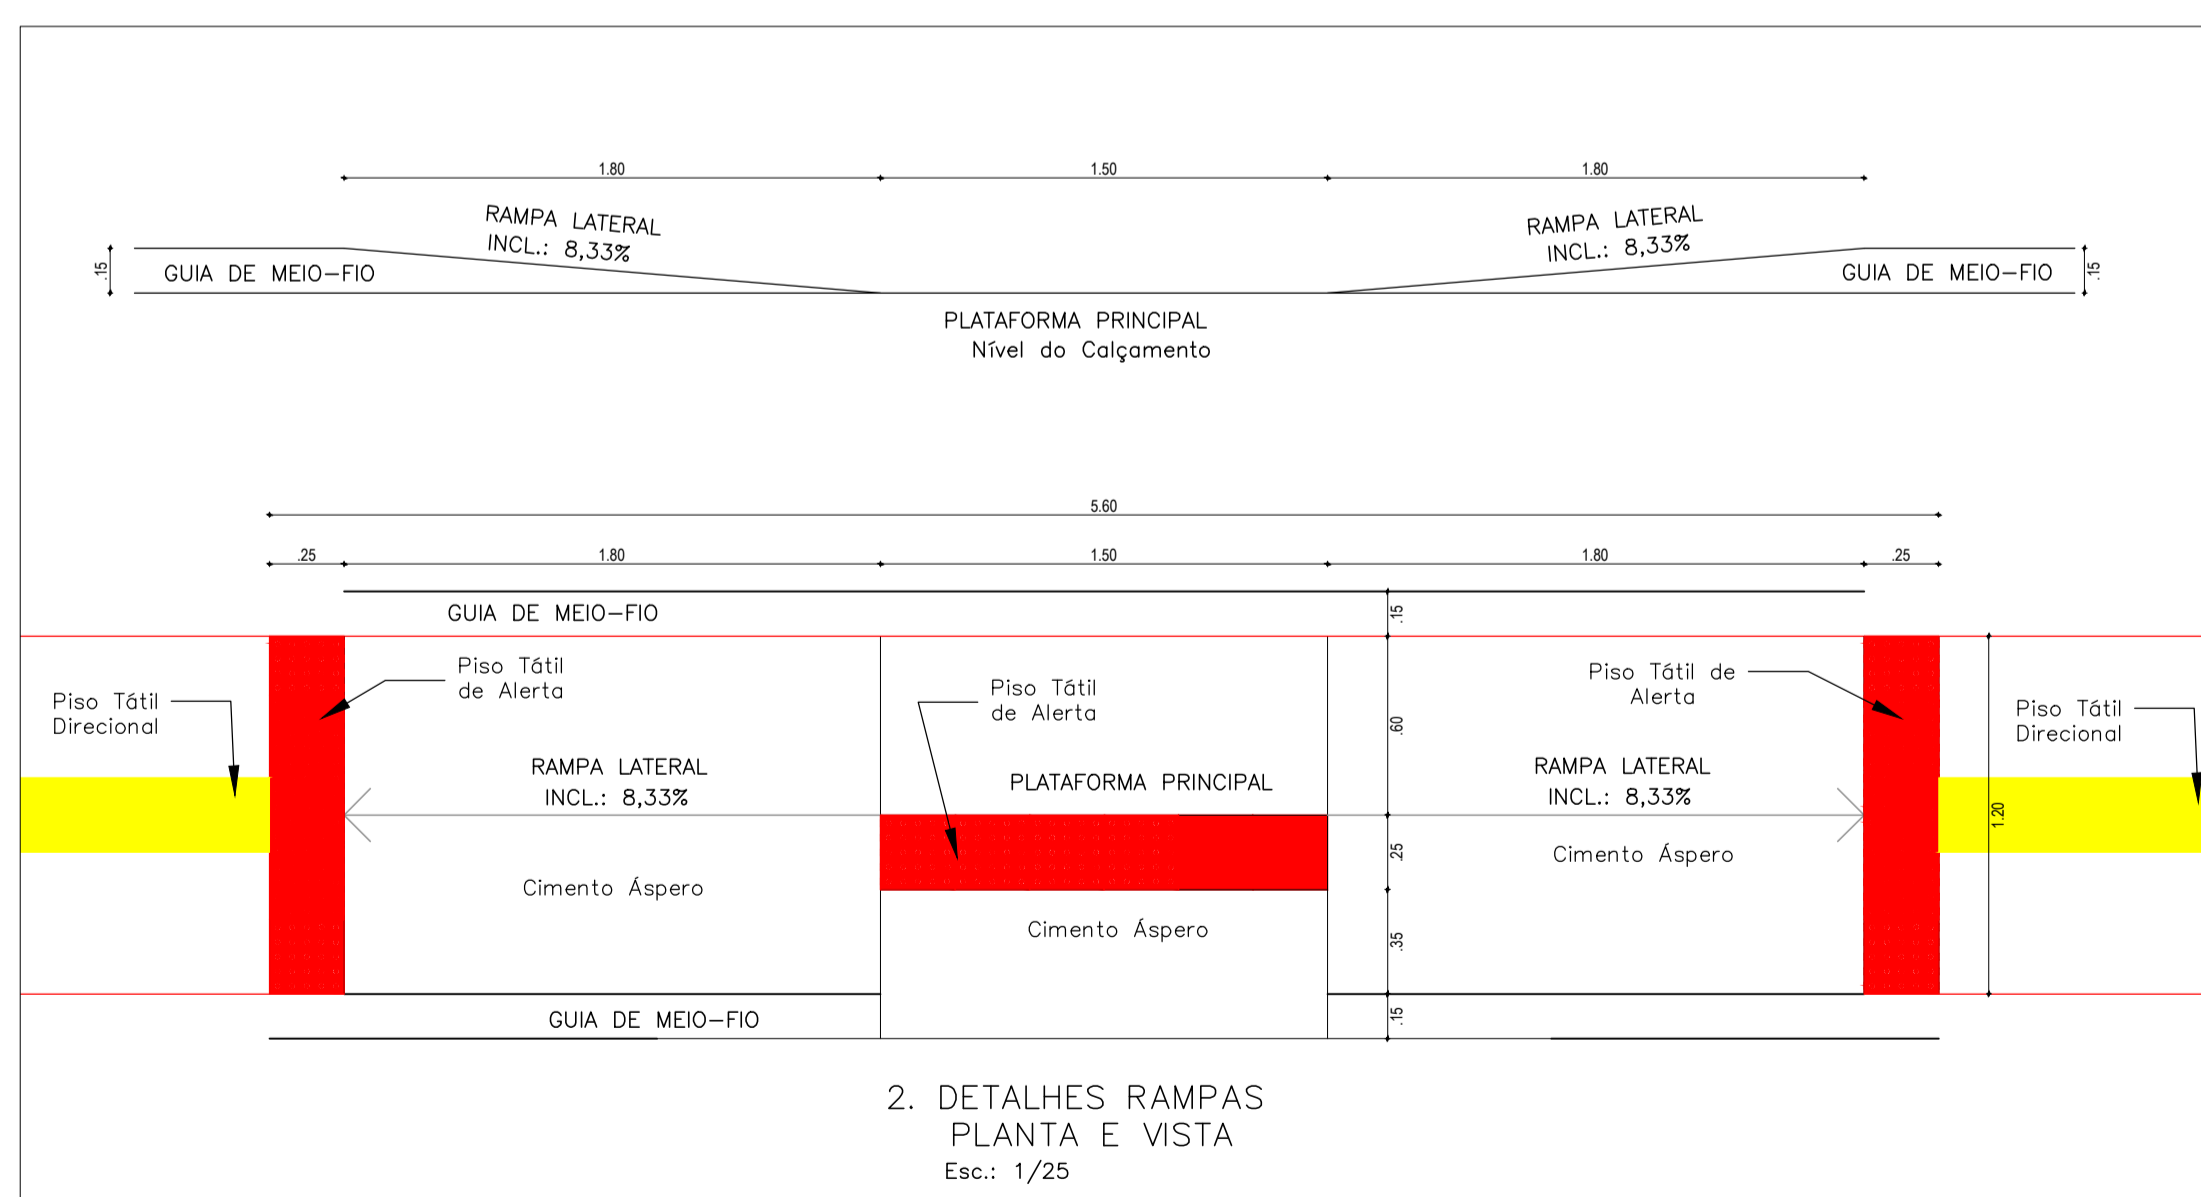 1.80
1.50
1.80
RAMPA LATERAL
INCL.: 8,33%
RAMPA LATERAL
INCL.: 8,33%
.15
GUIA DE MEIO-FIO
GUIA DE MEIO-FIO
.15
PLATAFORMA PRINCIPAL
Nível do Calçamento
5.60
.25
1.80
1.50
1.80
.25
GUIA DE MEIO-FIO
.15
Piso Tátil
de Alerta
Piso Tátil
de Alerta
Piso Tátil de
Alerta
Piso Tátil
Direcional
Piso Tátil
Direcional
.60
RAMPA LATERAL
INCL.: 8,33%
PLATAFORMA PRINCIPAL
RAMPA LATERAL
INCL.: 8,33%
1.20
.25
Cimento Áspero
Cimento Áspero
Cimento Áspero
.35
GUIA DE MEIO-FIO
.15
2. DETALHES RAMPAS
PLANTA E VISTA
Esc.: 1/25